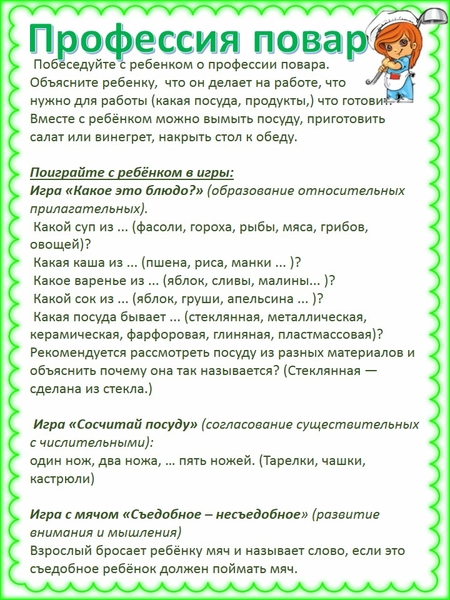 Профессия повар
Побеседуйте с ребенком о профессии повара.
Объясните ребенку, что он делает на работе, что
нужно для работы (какая посуда, продукты,) что готовит.
Вместе с ребёнком можно вымыть посуду, приготовить
салат или винегрет, накрыть стол к обеду.
Поиграйте с ребёнком в игры:
Игра «Какое это блюдо?» (образование относительных
прилагательных).
Какой суп из ... (фасоли, гороха, рыбы, мяса, грибов,
овощей)?
Какая каша из ... (пшена, риса, манки ... )?
Какое варенье из ... (яблок, сливы, малины... )?
Какой сок из ... (яблок, груши, апельсина ... )?
Какая посуда бывает ... (стеклянная, металлическая,
керамическая, фарфоровая, глиняная, пластмассовая)?
Рекомендуется рассмотреть посуду из разных материалов и
объяснить почему она так называется? (Стеклянная —
сделана из стекла.)
Игра «Сосчитай посуду» (согласование существительных
с числительными):
один нож, два ножа, … пять ножей. (Тарелки, чашки,
кастрюли)
Игра с мячом «Съедобное – несъедобное» (развитие
внимания и мышления)
Взрослый бросает ребёнку мяч и называет слово, если это
съедобное ребёнок должен поймать мяч.